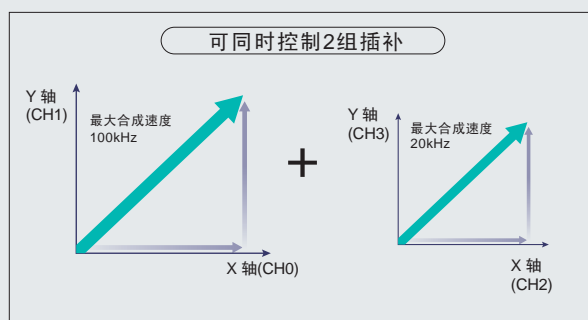 可同时控制2组插补
Y 轴
(CH1)
最大合成速度
100kHz
X 轴(CH0)
+
Y 轴
(CH3)
最大合成速度
20kHz
X 轴
(CH2)